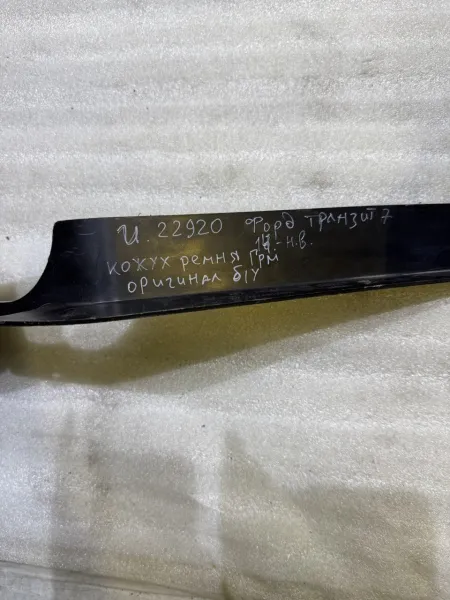 И. 22920 Форд Транзит 7
14-н.в.
кожух ремня ГРМ
оригинал б/у